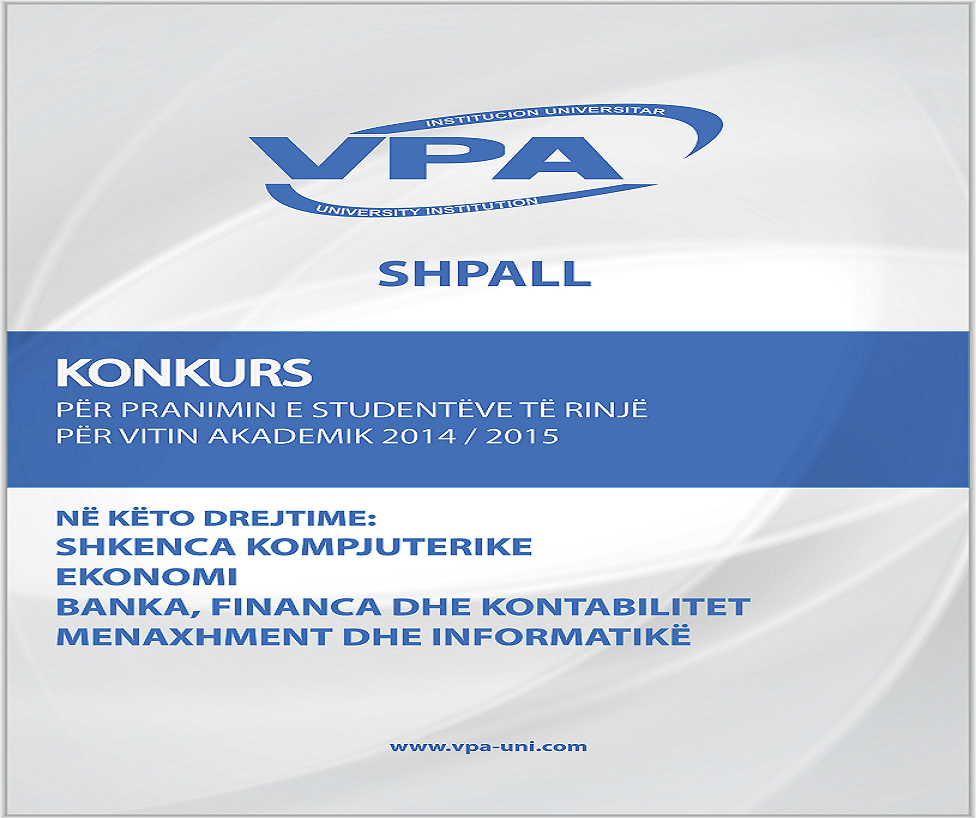 INSTITUCION UNIVERSITAR
VPA
UNIVERSITY INSTITUTION
SHPALL
KONKURS
PËR PRANIMIN E STUDENTËVE TË RINJË
PËR VITIN AKADEMIK 2014 / 2015
NË KËTO DREJTIME:
SHKENCA KOMPJUTERIKE
EKONOMI
BANKA, FINANCA DHE KONTABILITET
MENAXHMENT DHE INFORMATIKË
www.vpa-uni.com